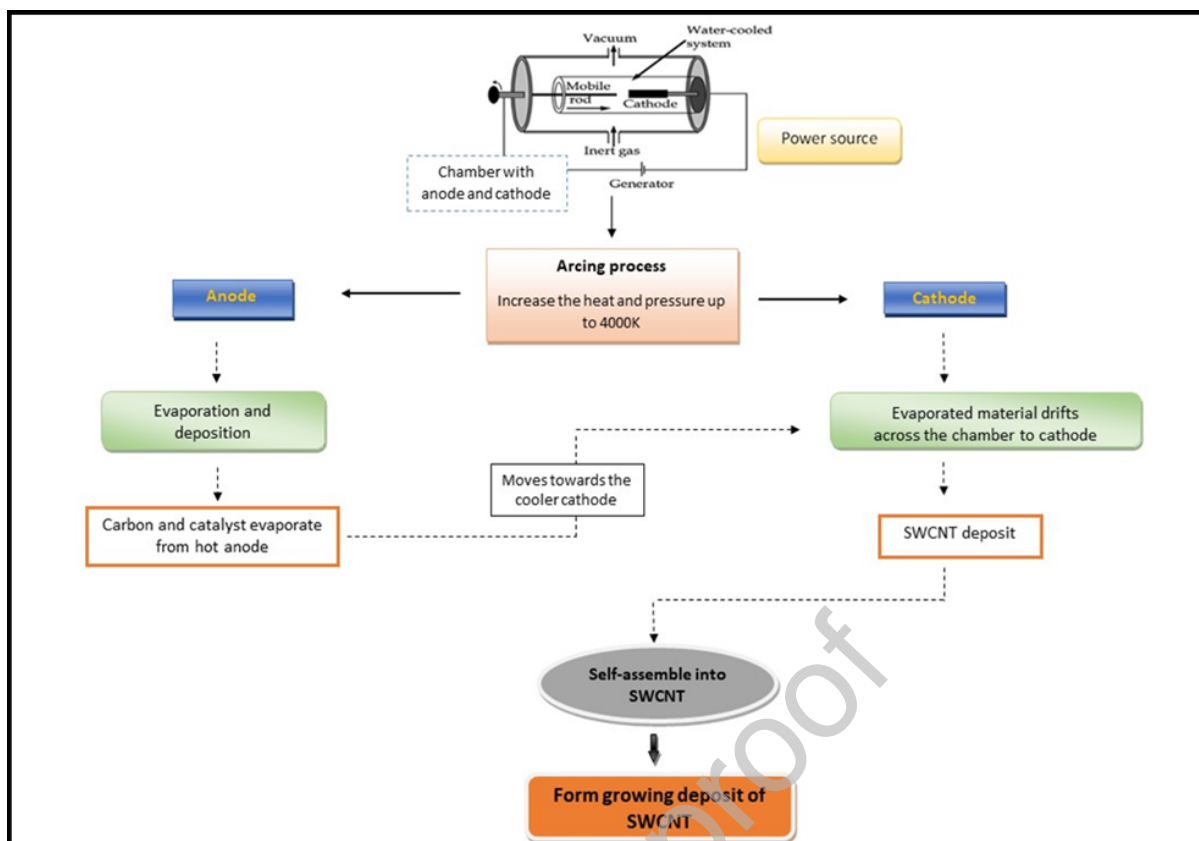 Vacuum
Water-cooled
system
Mobile
rod
Cathode
Inert gas
Generator
Power source
Chamber with
anode and cathode
Arcing process
Increase the heat and pressure up
to 4000K
Anode
Cathode
Evaporation and
deposition
Evaporated material drifts
across the chamber to cathode
Moves towards the
cooler cathode
Carbon and catalyst evaporate
from hot anode
SWCNT deposit
Self-assemble into
SWCNT
Form growing deposit of
SWCNT
proof